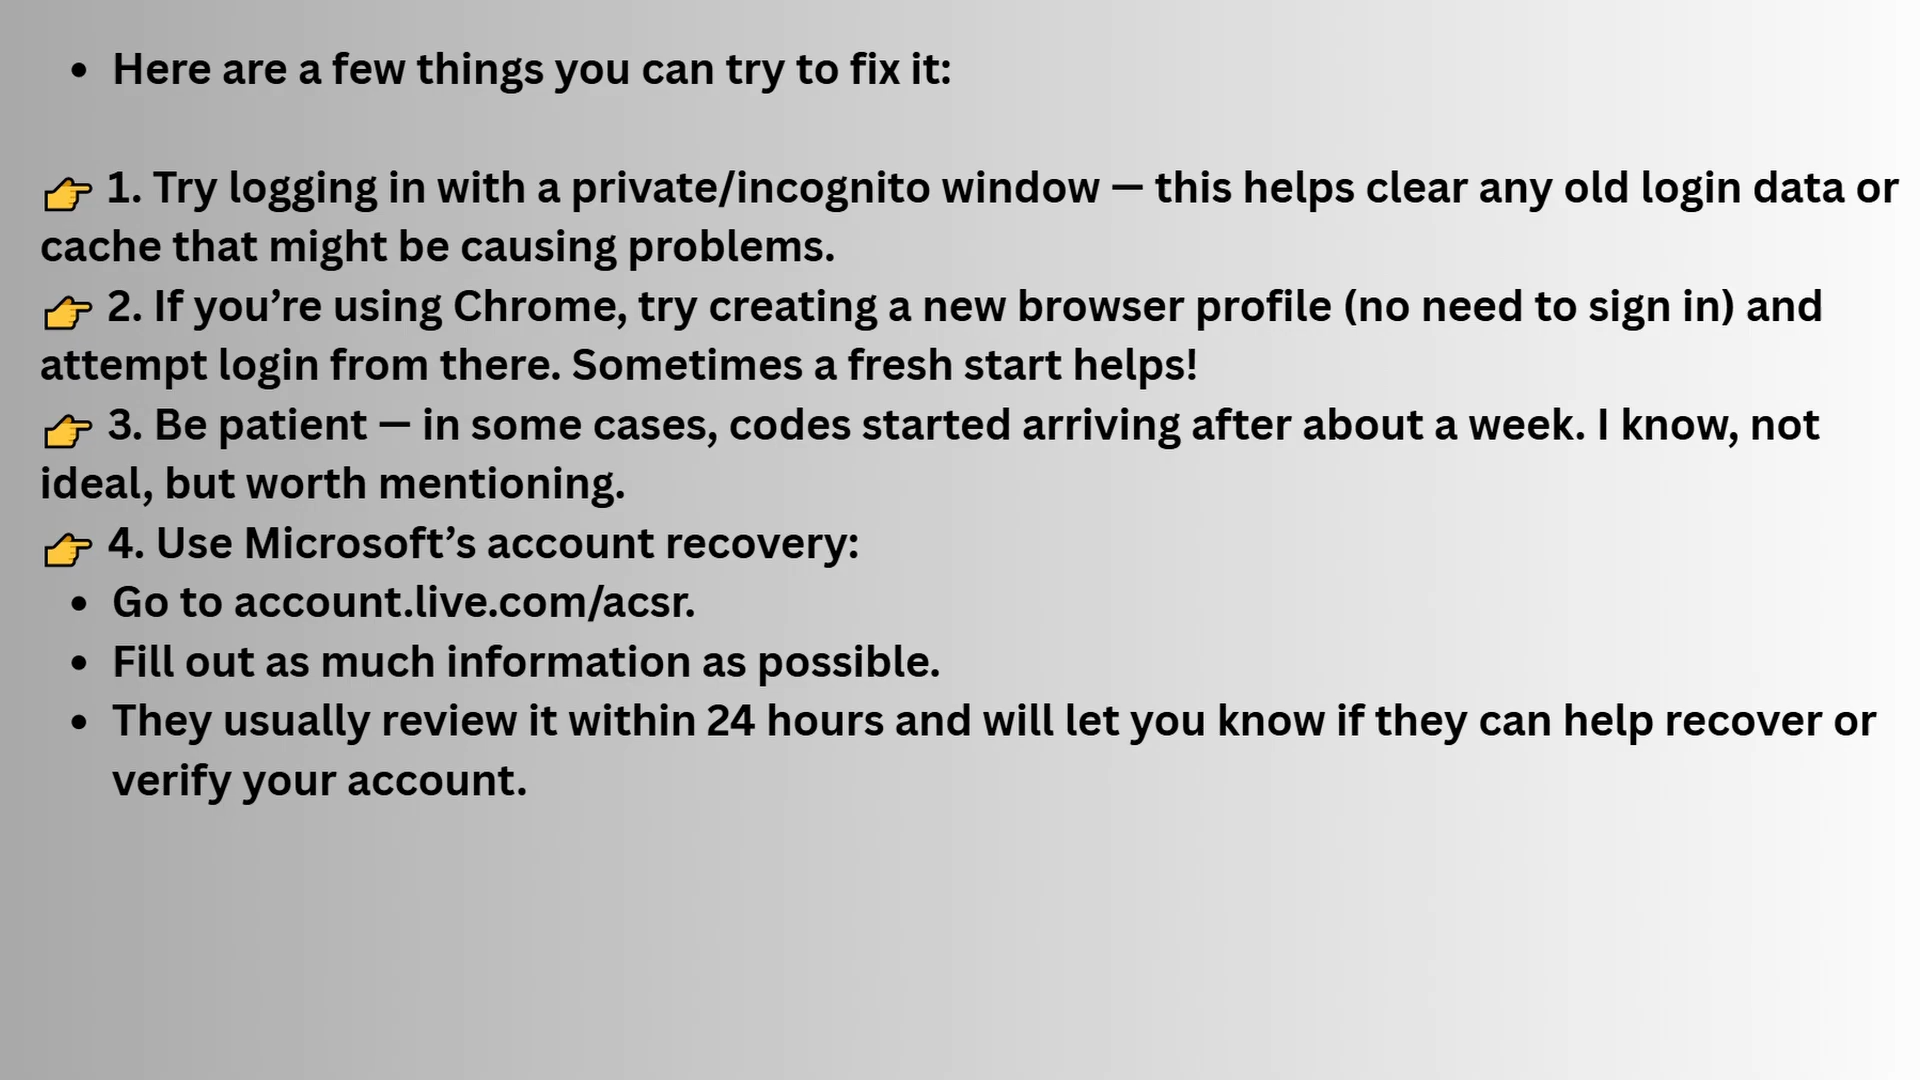 • Here are a few things you can try to fix it:
👉 1. Try logging in with a private/incognito window — this helps clear any old login data or
cache that might be causing problems.
👉 2. If you’re using Chrome, try creating a new browser profile (no need to sign in) and
attempt login from there. Sometimes a fresh start helps!
👉 3. Be patient — in some cases, codes started arriving after about a week. I know, not
ideal, but worth mentioning.
👉 4. Use Microsoft’s account recovery:
• Go to account.live.com/acsr.
• Fill out as much information as possible.
• They usually review it within 24 hours and will let you know if they can help recover or
verify your account.